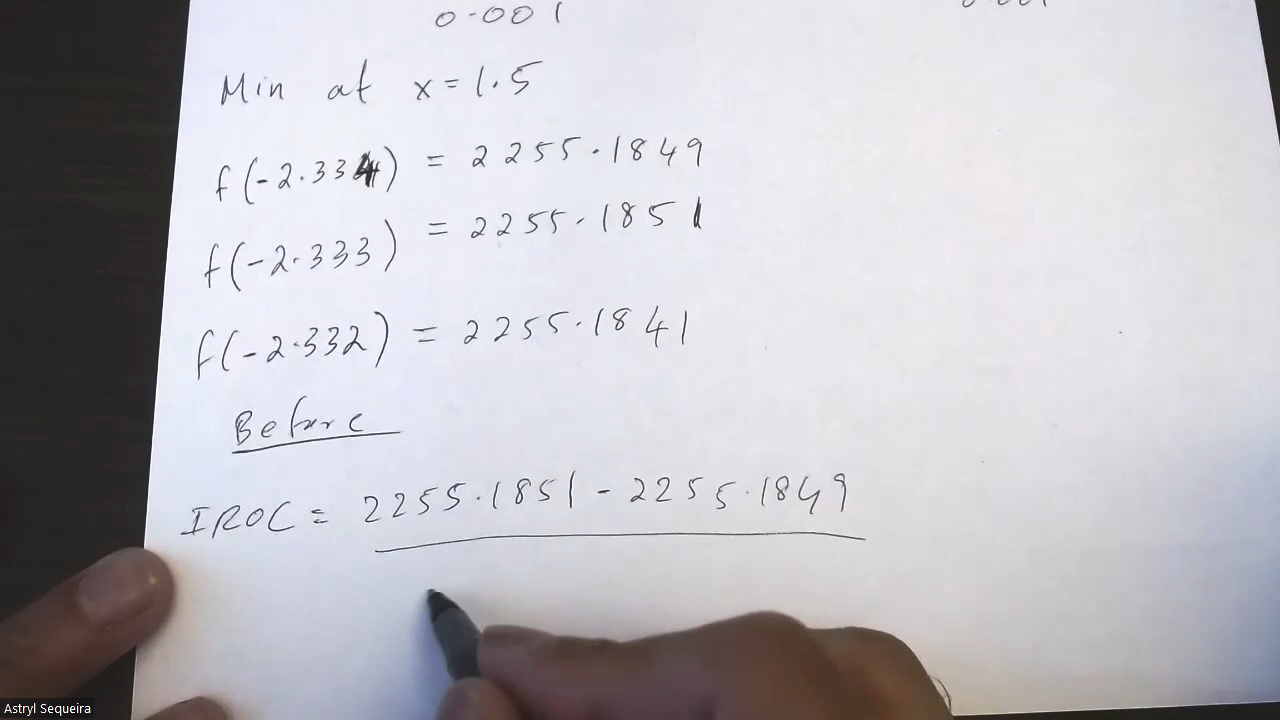 0.001
Min at x = 1.5
f(-2.334) = 2255.1849
f(-2.333) = 2255.1851
f(-2.332) = 2255.1841
Before
IROC = 2255.1851 - 2255.1849
Astryl Sequeira